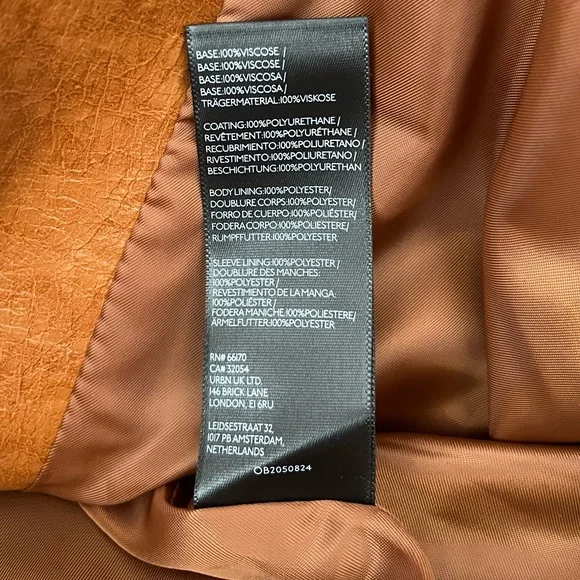 BASE:100%VISCOSE/
BASE:100%VISCOSE/
BASE:100%VISCOSA/
BASE:100%VISCOSA/
TRÄGERMATERIAL:100%VISKOSE
COATING:100%POLYURETHANE/
REVÊTEMENT:100%POLYURÉTHANE/
RECUBRIMIENTO:100%POLIURETANO/
RIVESTIMENTO:100%POLIURETANO/
BESCHICHTUNG:100%POLYURETHAN
BODY LINING:100%POLYESTER/
DOUBLURE CORPS:100%POLYESTER/
FORRO DE CUERPO:100%POLIÉSTER/
FODERA CORPO:100%POLIESTERE/
RUMPFFUTTER:100%POLYESTER
SLEEVE LINING:100%POLYESTER/
DOUBLURE DES MANCHES:
100%POLYESTER/
REVESTIMIENTO DE LA MANGA:
100%POLIÉSTER/
FODERA MANICHE:100%POLIESTERE/
ÄRMELFUTTER:100%POLYESTER
RN# 66170
CA# 32054
URBN UK LTD.
146 BRICK LANE
LONDON, E1 6RU
LEIDSESTRAAT 32,
1017 PB AMSTERDAM,
NETHERLANDS
OB2050824